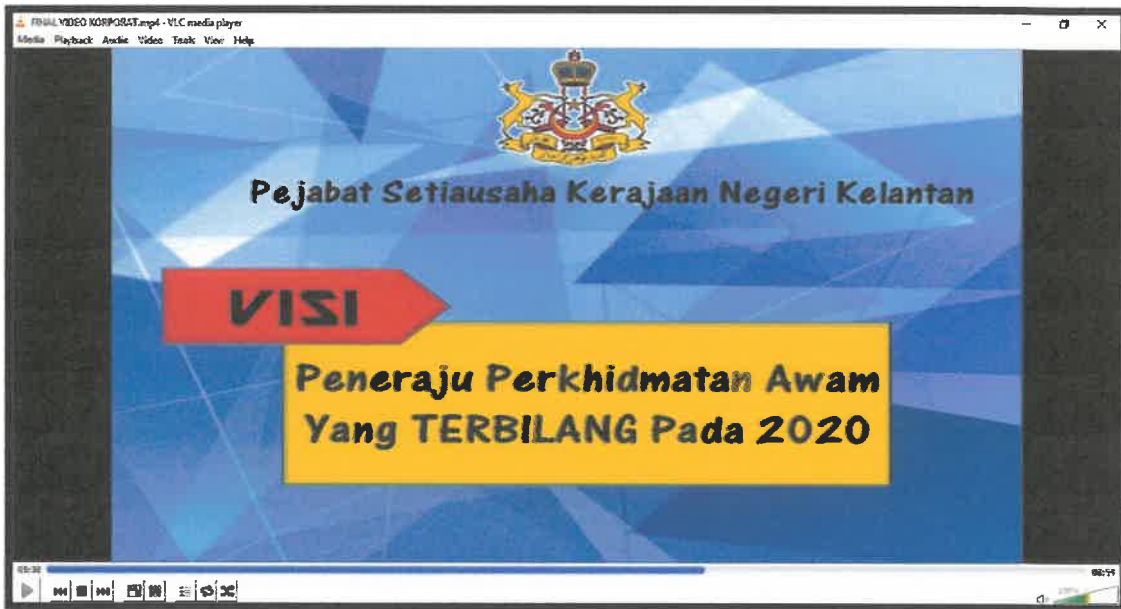 FINAL VIDEO KORPORAT.mp4 - VLC media player
Media Playback Audio Video Tools View Help
Pejabat Setiausaha Kerajaan Negeri Kelantan
VISI
Peneraju Perkhidmatan Awam
Yang TERBILANG Pada 2020